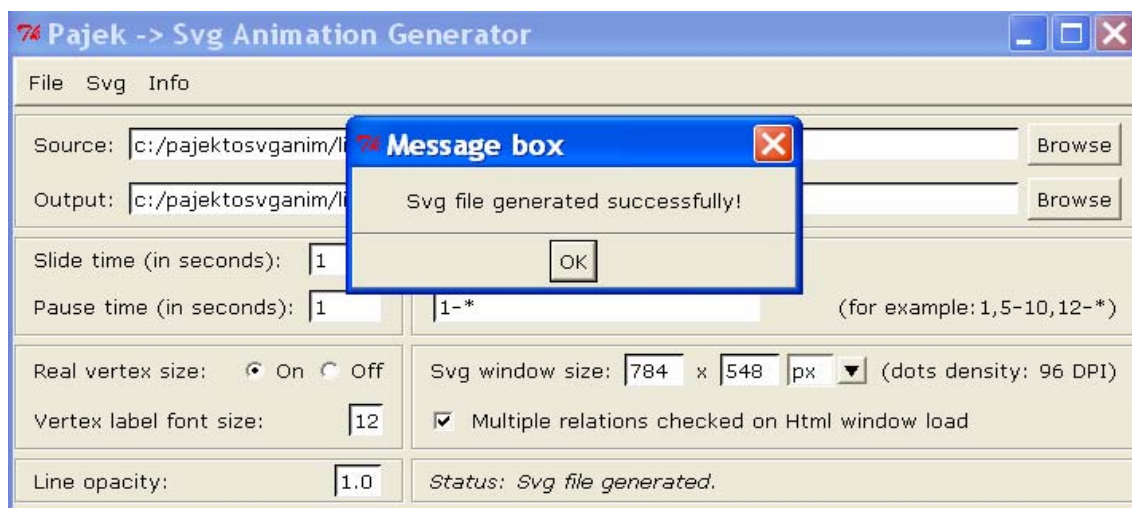 Pajek -> Svg Animation Generator
File Svg Info
Source: c:/pajektosvganim/li
Browse
Output: c:/pajektosvganim/li
Browse
Message box
Svg file generated successfully!
OK
Slide time (in seconds): 1
Pause time (in seconds): 1
1-* (for example: 1,5-10,12-*)
Real vertex size: On Off
Svg window size: 784 x 548 px (dots density: 96 DPI)
Vertex label font size: 12
Multiple relations checked on Html window load
Line opacity: 1.0
Status: Svg file generated.